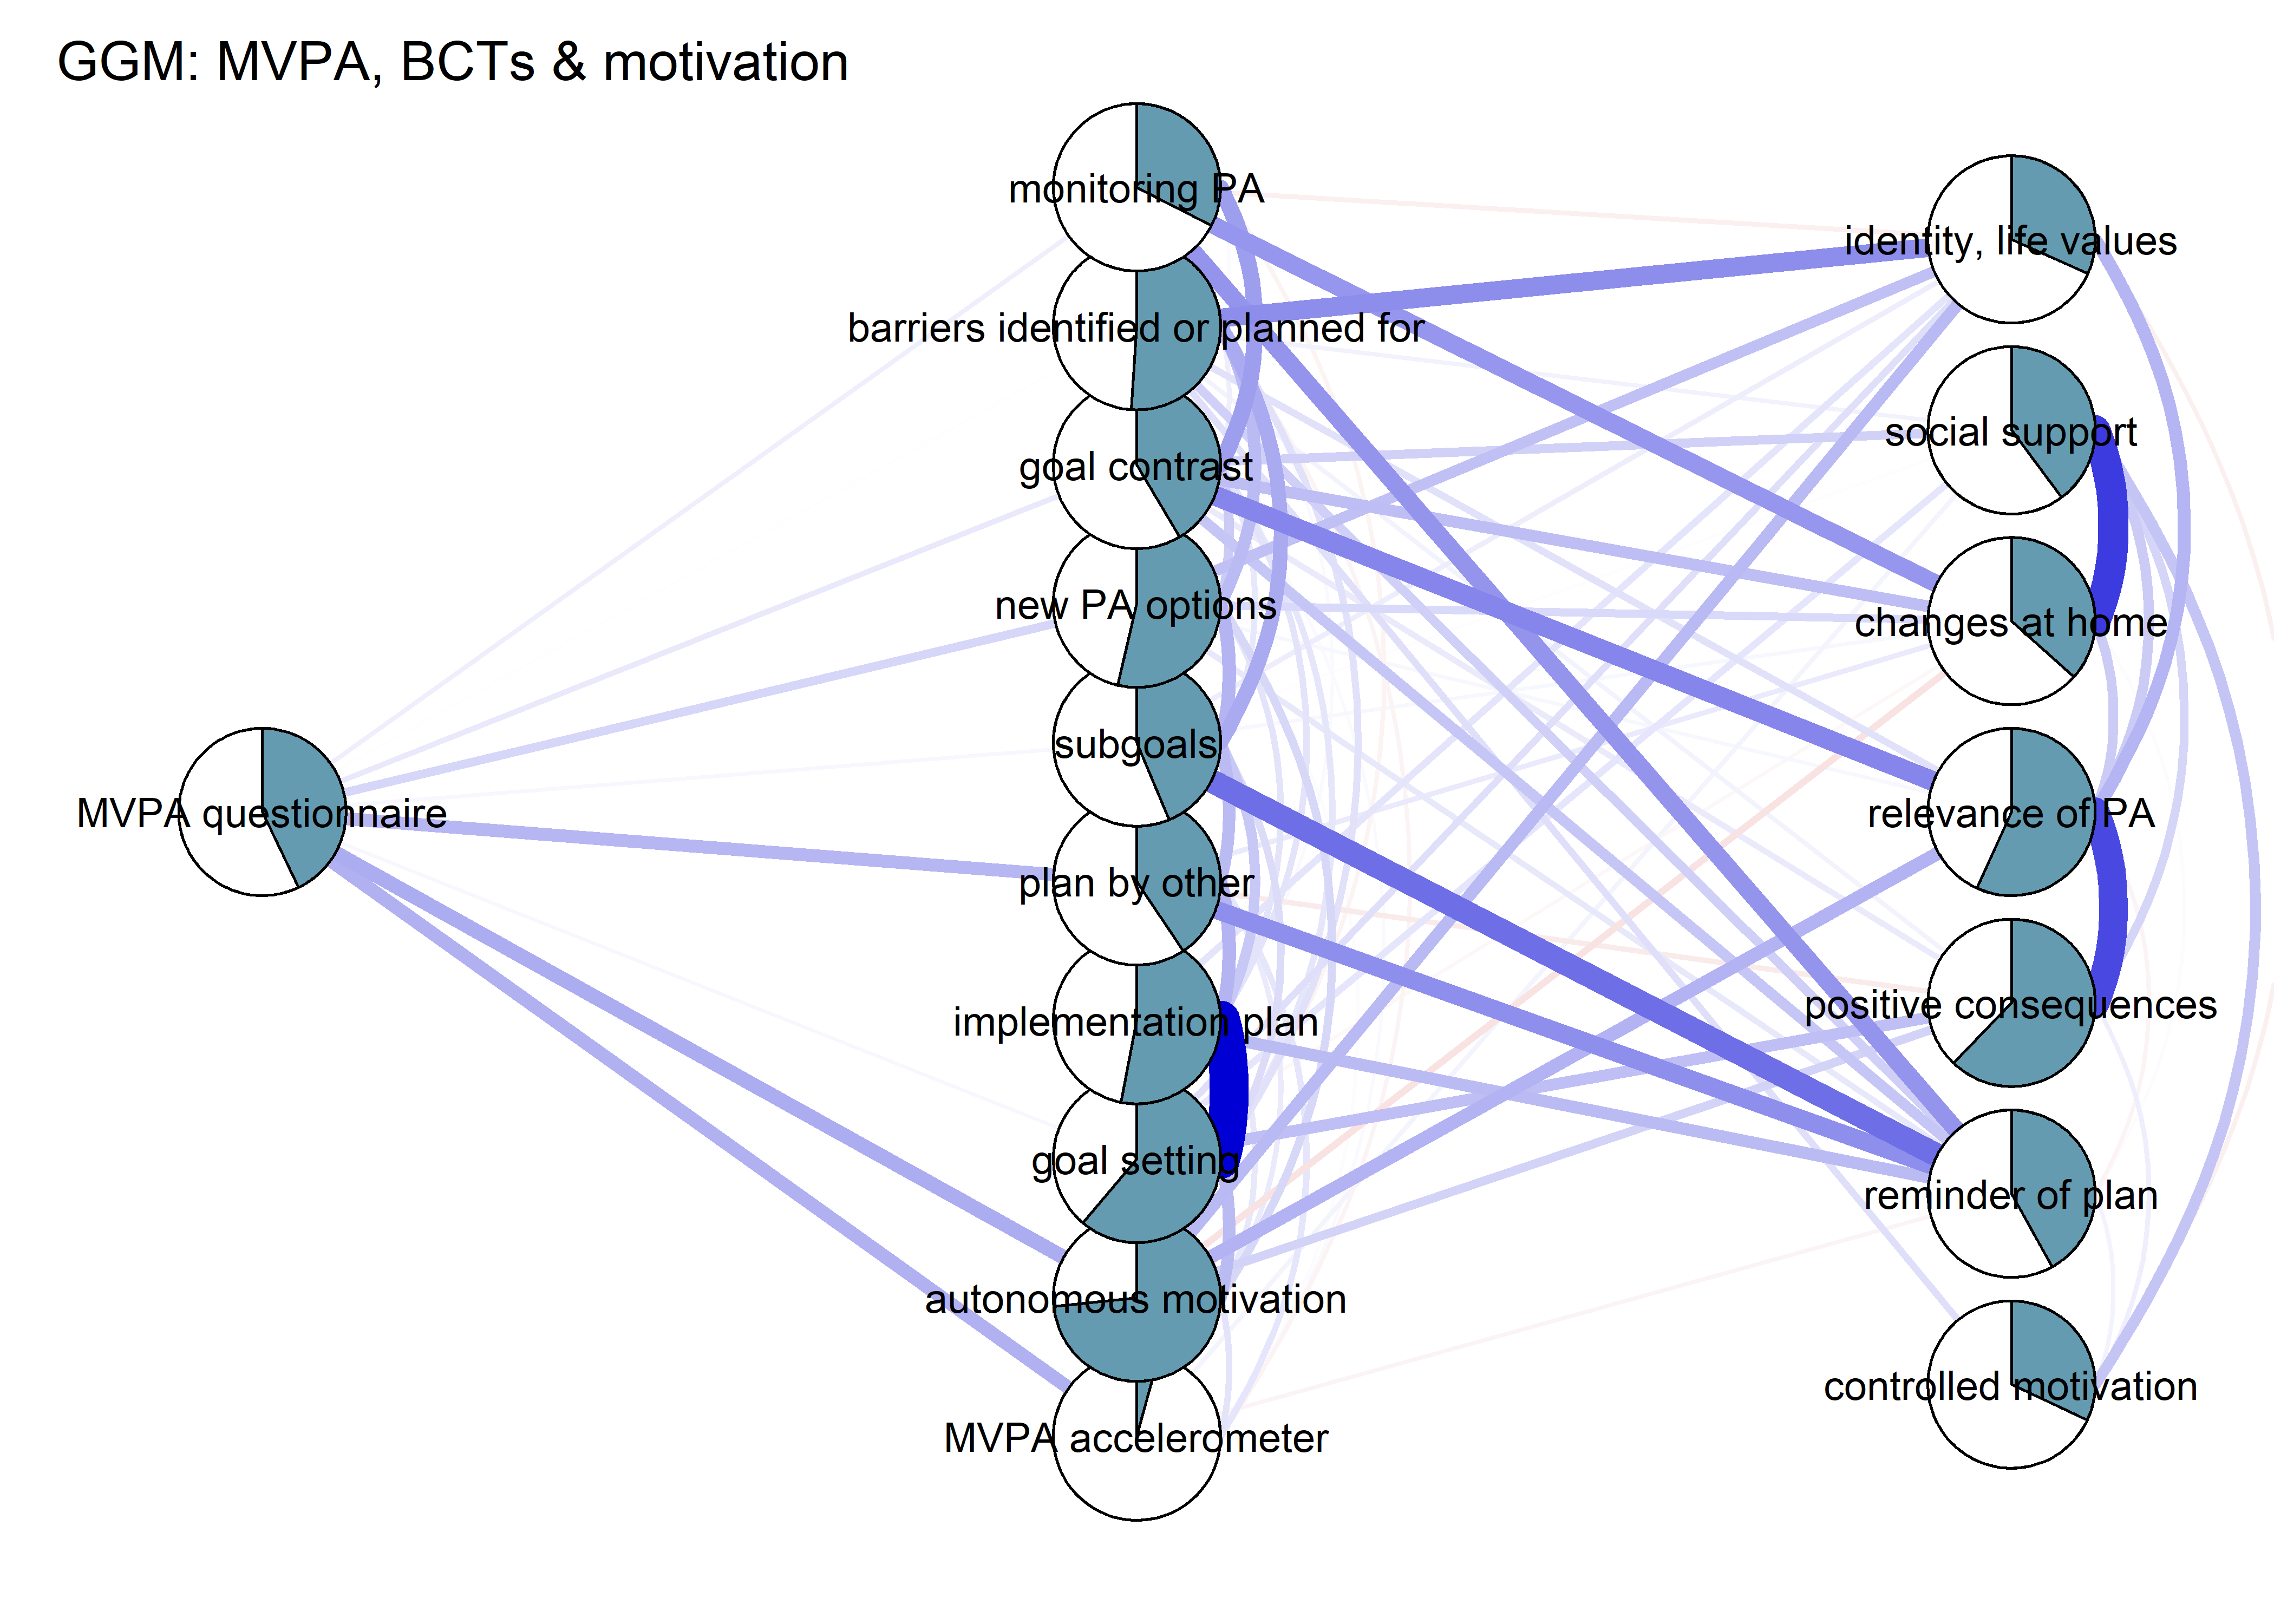 GGM: MVPA, BCTs & motivation
MVPA questionnaire
monitoring PA
barriers identified or planned for
goal contrast
new PA options
subgoals
plan by other
implementation plan
goal setting
autonomous motivation
MVPA accelerometer
identity, life values
social support
changes at home
relevance of PA
positive consequences
reminder of plan
controlled motivation